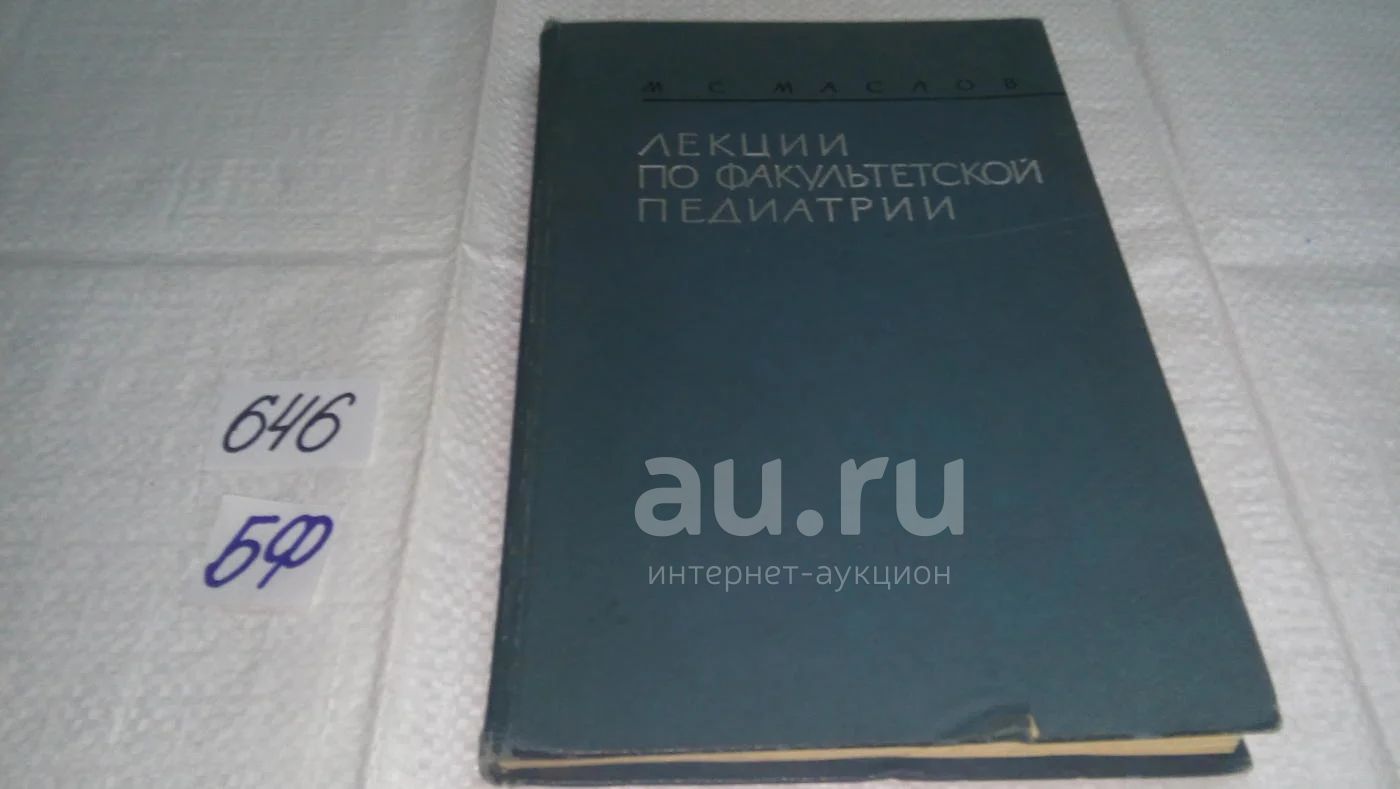 М С МАСЛОВ
ЛЕКЦИИ
ПО ФАКУЛЬТЕТСКОЙ
ПЕДИАТРИИ
646
БФ
au.ru
интернет-аукцион